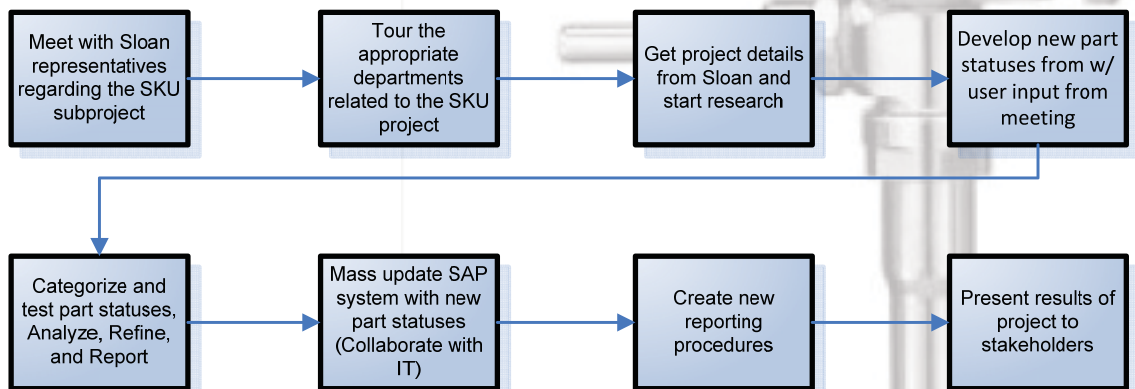 Meet with Sloan
representatives
regarding the SKU
subproject
Tour the
appropriate
departments
related to the SKU
project
Get project details
from Sloan and
start research
Develop new part
statuses from w/
user input from
meeting
Categorize and
test part statuses,
Analyze, Refine,
and Report
Mass update SAP
system with new
part statuses
(Collaborate with
IT)
Create new
reporting
procedures
Present results of
project to
stakeholders